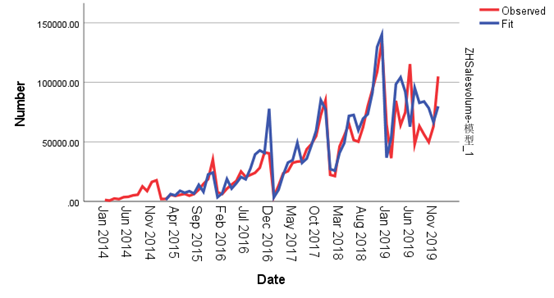 Observed
Fit
150000.00
100000.00
50000.00
.00
Number
ZHSalesvolume-模型_1
Jan 2014
Jun 2014
Nov 2014
Apr 2015
Sep 2015
Feb 2016
Jul 2016
Dec 2016
May 2017
Oct 2017
Mar 2018
Aug 2018
Jan 2019
Jun 2019
Nov 2019
Date